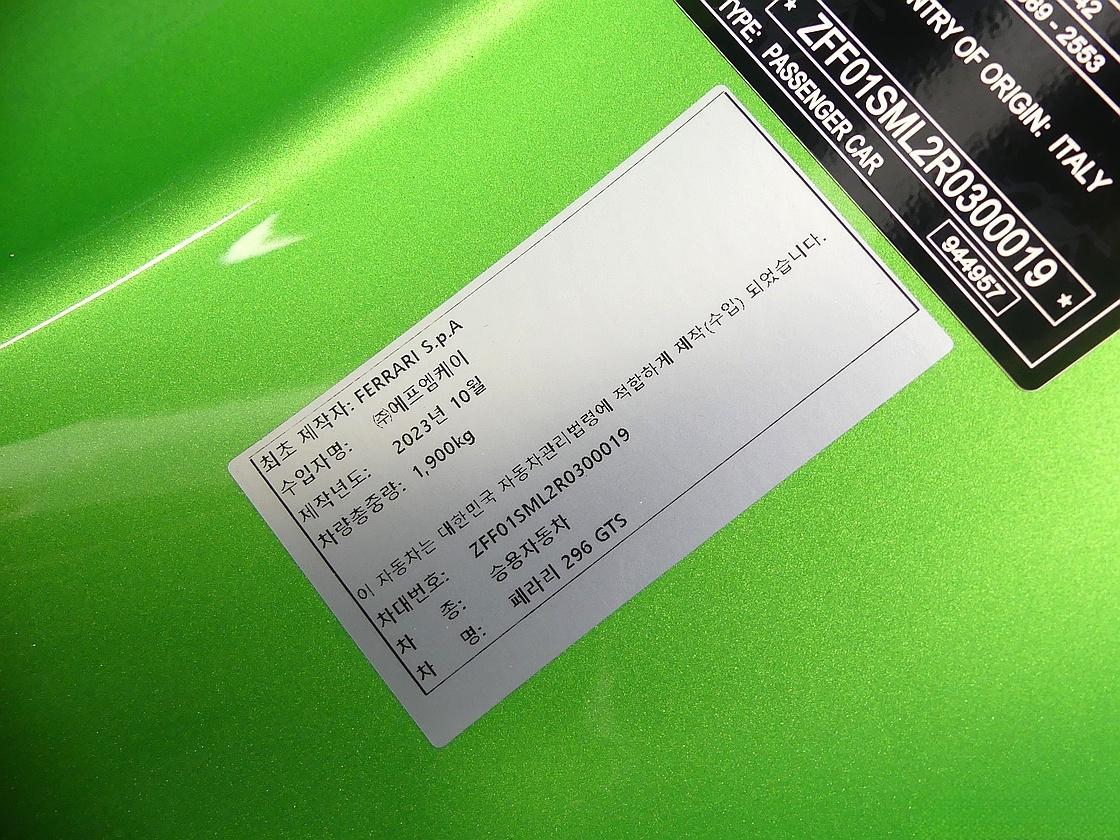 최초 제작자: FERRARI S.p.A
수입자명: ㈜에프엠케이
제작년도: 2023년 10월
차량총중량: 1,900kg
이 자동차는 대한민국 자동차관리법령에 적합하게 제작(수입) 되었습니다.
차대번호: ZFF01SML2R0300019
차 종: 승용자동차
차 명: 페라리 296 GTS
42
89 - 2553
NTRY OF ORIGIN: ITALY
* ZFF01SML2R0300019 *
TYPE: PASSENGER CAR
944957